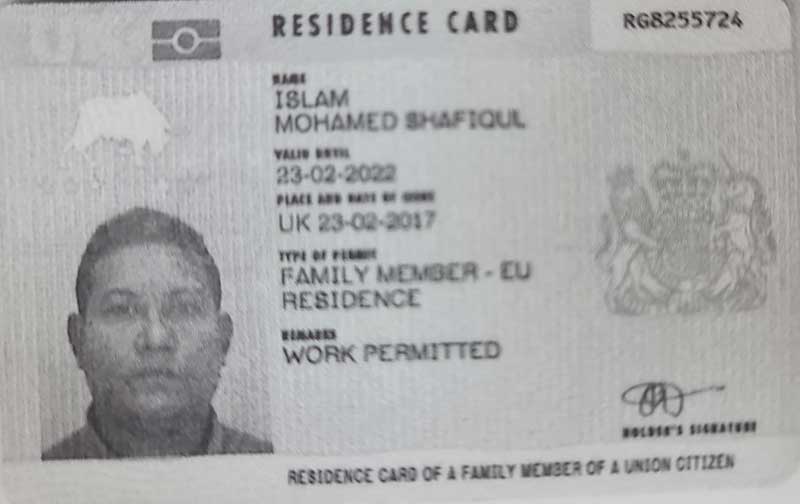 RESIDENCE CARD
RG8255724
NAME
ISLAM
MOHAMED SHAFIQUL
VALID UNTIL
23-02-2022
PLACE AND DATE OF ISSUE
UK 23-02-2017
TYPE OF PERMIT
FAMILY MEMBER - EU
RESIDENCE
REMARKS
WORK PERMITTED
HOLDER'S SIGNATURE
RESIDENCE CARD OF A FAMILY MEMBER OF A UNION CITIZEN